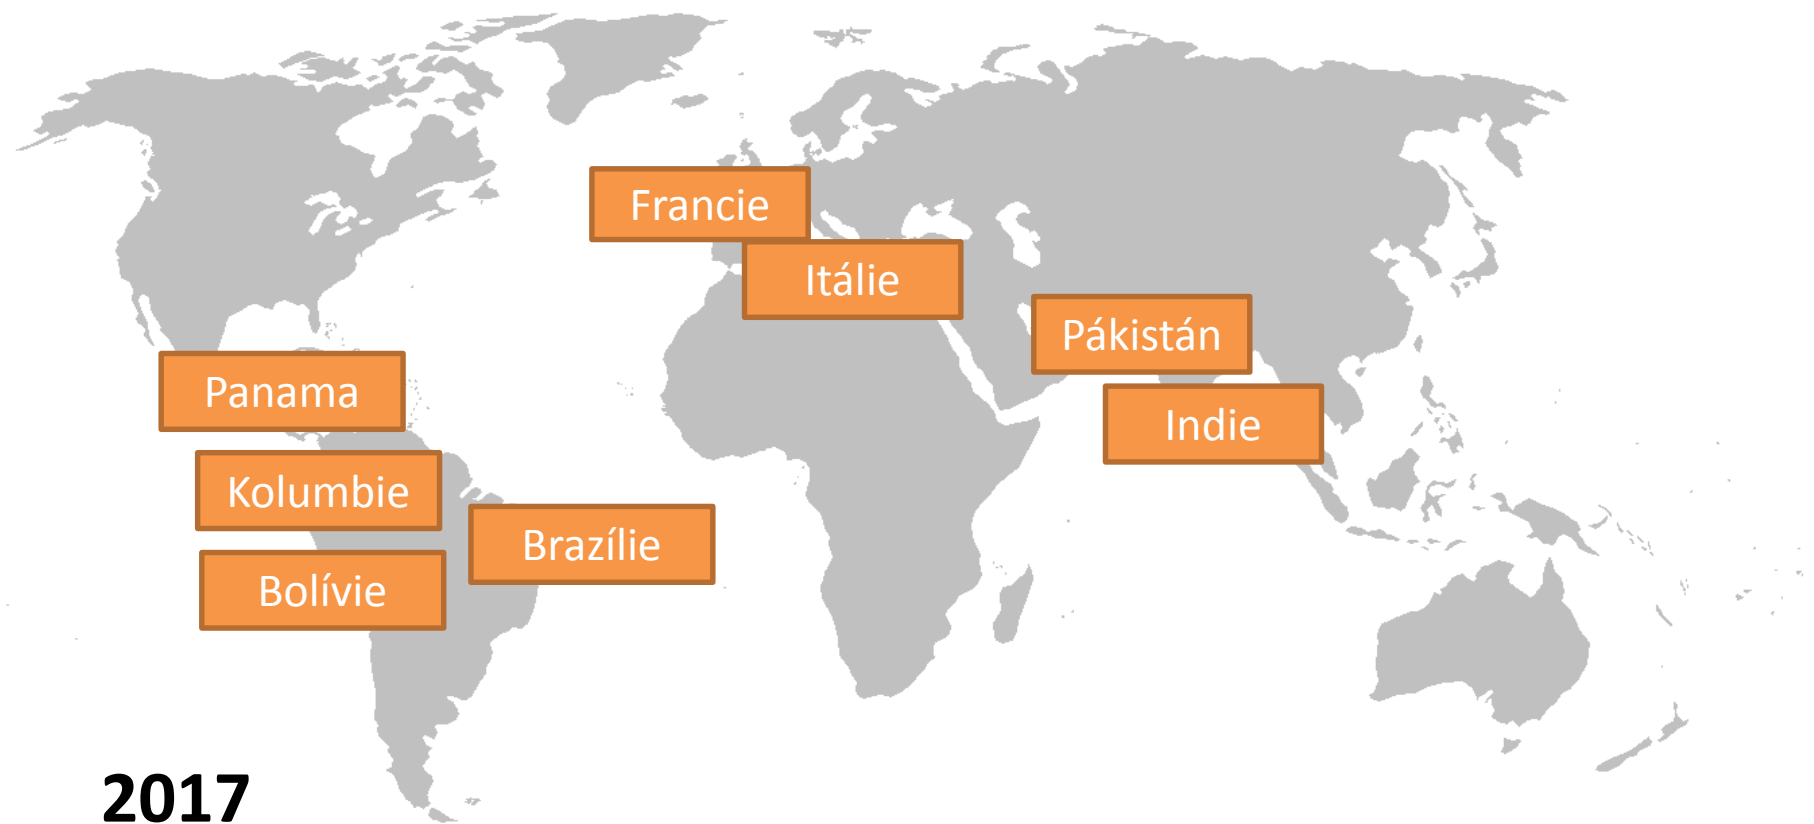 Francie
Itálie
Pákistán
Panama
Indie
Kolumbie
Brazílie
Bolívie
2017